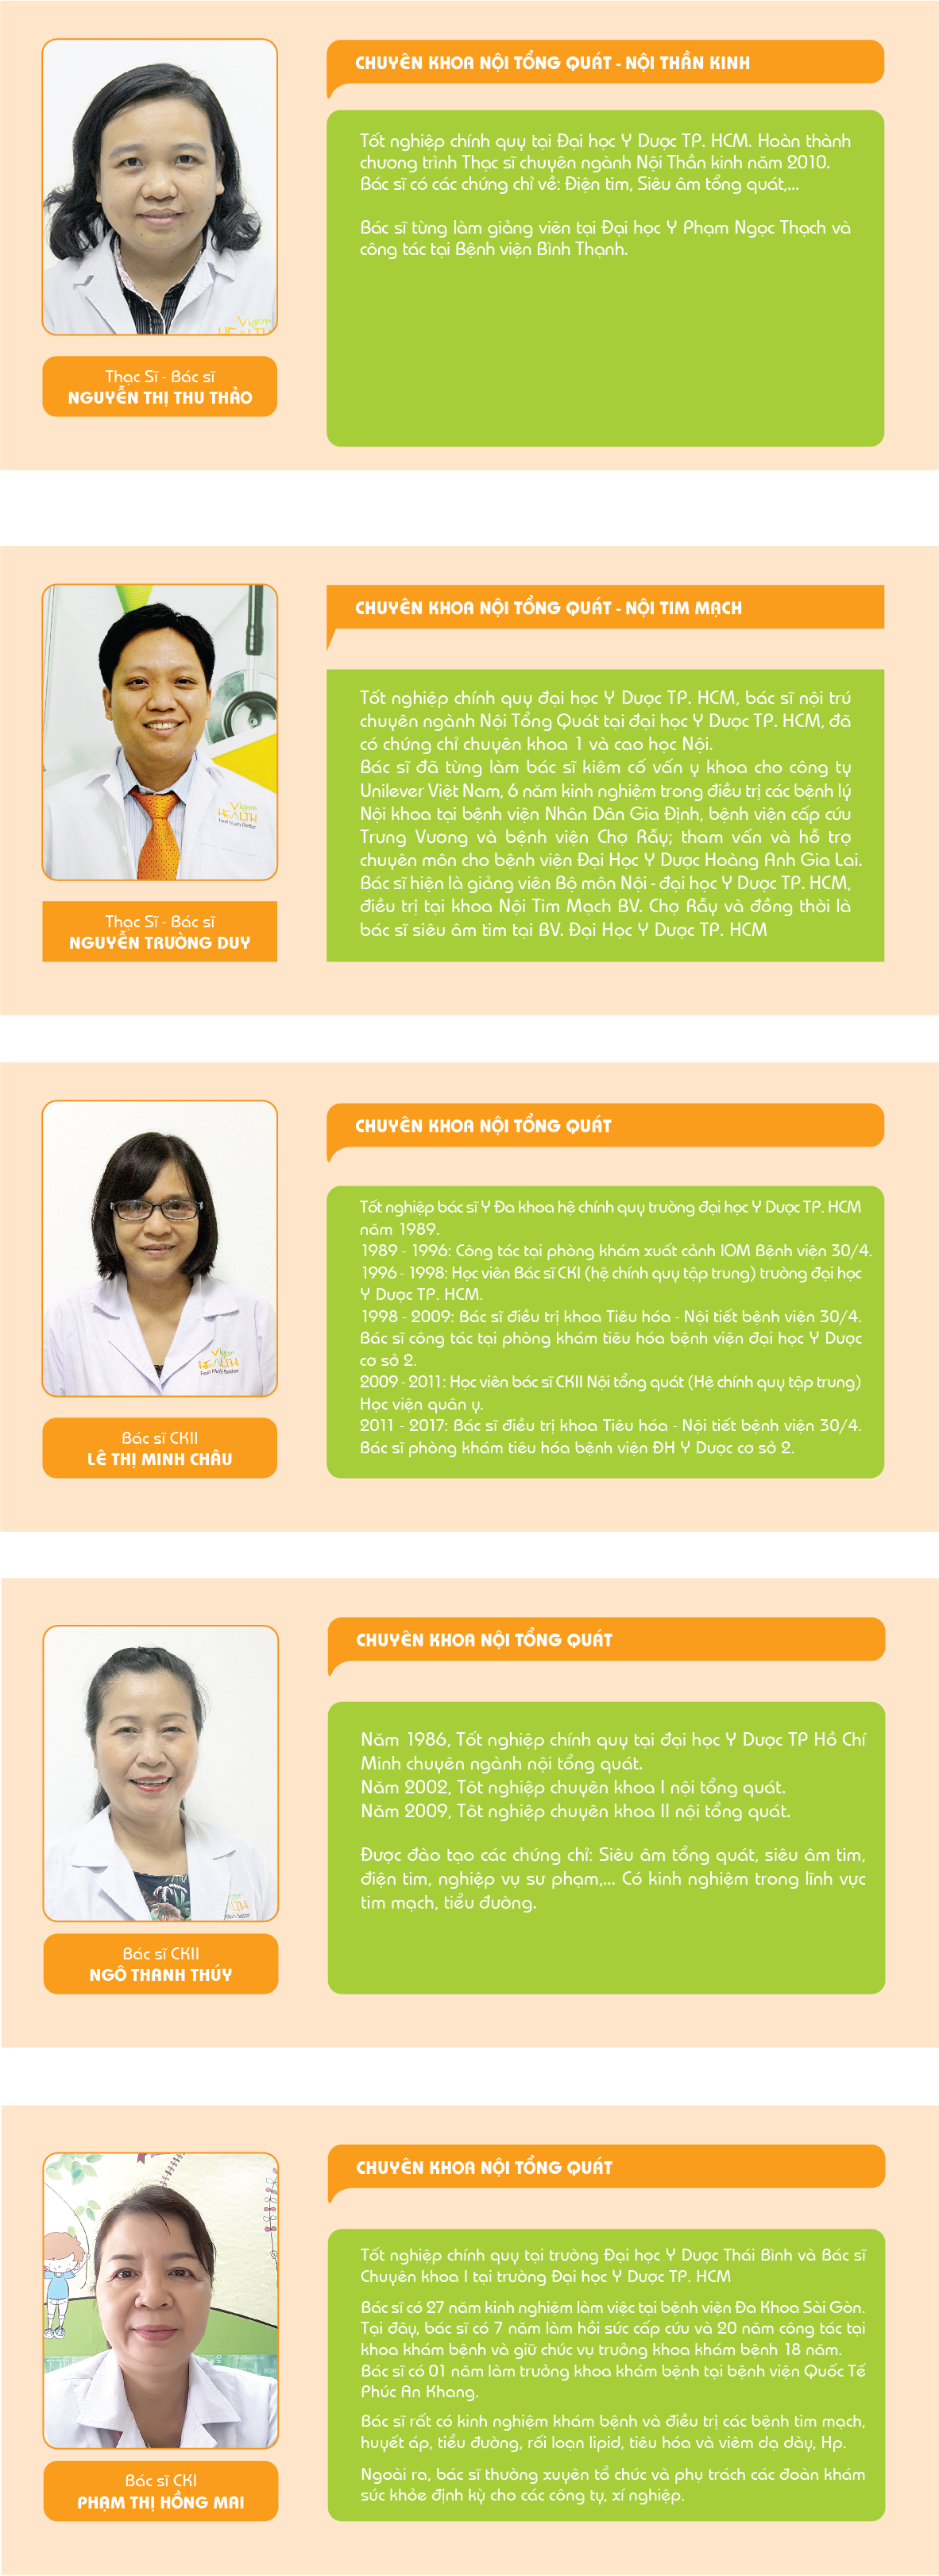 CHUYÊN KHOA NỘI TỔNG QUÁT - NỘI THẦN KINH
Tốt nghiệp chính quy tại Đại học Y Dược TP. HCM. Hoàn thành
chương trình Thạc sĩ chuyên ngành Nội Thần kinh năm 2010.
Bác sĩ có các chứng chỉ về: Điện tim, Siêu âm tổng quát,...
Bác sĩ từng làm giảng viên tại Đại học Y Phạm Ngọc Thạch và
công tác tại Bệnh viện Bình Thạnh.
Vigor
HEALTH
Thạc Sĩ - Bác sĩ
NGUYỄN THỊ THU THẢO
CHUYÊN KHOA NỘI TỔNG QUÁT - NỘI TIM MẠCH
Tốt nghiệp chính quy đại học Y Dược TP. HCM, bác sĩ nội trú
chuyên ngành Nội Tổng Quát tại đại học Y Dược TP. HCM, đã
có chứng chỉ chuyên khoa 1 và cao học Nội.
Bác sĩ đã từng làm bác sĩ kiêm cố vấn y khoa cho công ty
Unilever Việt Nam, 6 năm kinh nghiệm trong điều trị các bệnh lý
Nội khoa tại bệnh viện Nhân Dân Gia Định, bệnh viện cấp cứu
Trưng Vương và bệnh viện Chợ Rẫy; tham vấn và hỗ trợ
chuyên môn cho bệnh viện Đại Học Y Dược Hoàng Anh Gia Lai.
Bác sĩ hiện là giảng viên Bộ môn Nội - đại học Y Dược TP. HCM,
điều trị tại khoa Nội Tim Mạch BV. Chợ Rẫy và đồng thời là
bác sĩ siêu âm tim tại BV. Đại Học Y Dược TP. HCM
Vigor
HEALTH
Feel Much Better
Thạc Sĩ - Bác sĩ
NGUYỄN TRƯỜNG DUY
CHUYÊN KHOA NỘI TỔNG QUÁT
Tốt nghiệp bác sĩ Y Đa khoa hệ chính quy trường đại học Y Dược TP. HCM
năm 1989.
1989 - 1996: Công tác tại phòng khám xuất cảnh IOM Bệnh viện 30/4.
1996 - 1998: Học viên Bác sĩ CKI (hệ chính quy tập trung) trường đại học
Y Dược TP. HCM.
1998 - 2009: Bác sĩ điều trị khoa Tiêu hóa - Nội tiết bệnh viện 30/4.
Bác sĩ công tác tại phòng khám tiêu hóa bệnh viện đại học Y Dược
cơ sở 2.
2009 - 2011: Học viên bác sĩ CKII Nội tổng quát (Hệ chính quy tập trung)
Học viện quân y.
2011 - 2017: Bác sĩ điều trị khoa Tiêu hóa - Nội tiết bệnh viện 30/4.
Bác sĩ phòng khám tiêu hóa bệnh viện ĐH Y Dược cơ sở 2.
Vigor
HEALTH
Feel Much Better
Bác sĩ CKII
LÊ THỊ MINH CHÂU
CHUYÊN KHOA NỘI TỔNG QUÁT
Năm 1986, Tốt nghiệp chính quy tại đại học Y Dược TP Hồ Chí
Minh chuyên ngành nội tổng quát.
Năm 2002, Tôt nghiệp chuyên khoa I nội tổng quát.
Năm 2009, Tôt nghiệp chuyên khoa II nội tổng quát.
Được đào tạo các chứng chỉ: Siêu âm tổng quát, siêu âm tim,
điện tim, nghiệp vụ sư phạm,... Có kinh nghiệm trong lĩnh vực
tim mạch, tiểu đường.
Bác sĩ CKII
NGÔ THANH THÚY
CHUYÊN KHOA NỘI TỔNG QUÁT
Tốt nghiệp chính quy tại trường Đại học Y Dược Thái Bình và Bác sĩ
Chuyên khoa I tại trường Đại học Y Dược TP. HCM
Bác sĩ có 27 năm kinh nghiệm làm việc tại bệnh viện Đa Khoa Sài Gòn.
Tại đây, bác sĩ có 7 năm làm hồi sức cấp cứu và 20 năm công tác tại
khoa khám bệnh và giữ chức vụ trưởng khoa khám bệnh 18 năm.
Bác sĩ có 01 năm làm trưởng khoa khám bệnh tại bệnh viện Quốc Tế
Phúc An Khang.
Bác sĩ rất có kinh nghiệm khám bệnh và điều trị các bệnh tim mạch,
huyết áp, tiểu đường, rối loạn lipid, tiêu hóa và viêm dạ dày, Hp.
Ngoài ra, bác sĩ thường xuyên tổ chức và phụ trách các đoàn khám
sức khỏe định kỳ cho các công ty, xí nghiệp.
Bác sĩ CKI
PHẠM THỊ HỒNG MAI